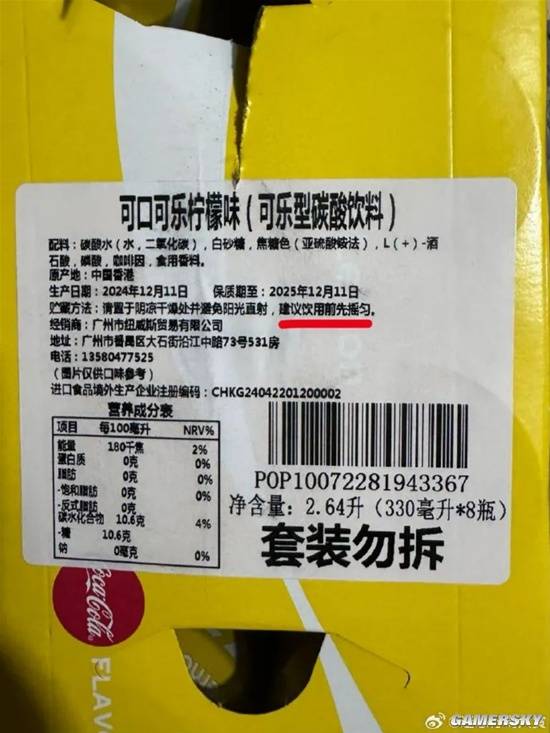 可口可乐柠檬味（可乐型碳酸饮料）
配料：碳酸水（水，二氧化碳），白砂糖，焦糖色（亚硫酸铵法），L（+）-酒
石酸，磷酸，咖啡因，食用香料。
原产地：中国香港
生产日期：2024年12月11日 保质期至：2025年12月11日
贮藏方法：请置于阴凉干燥处并避免阳光直射，建议饮用前先摇匀。
经销商：广州市纽威斯贸易有限公司
地址：广州市番禺区大石街沿江中路73号531房
电话：13580477525
（图片仅供口味参考）
进口食品境外生产企业注册编码：CHKG24042201200002
营养成分表
项目 每100毫升 NRV%
能量 180千焦 2%
蛋白质 0克 0%
脂肪 0克 0%
-饱和脂肪 0克 0%
-反式脂肪 0克
碳水化合物 10.6克 4%
-糖 10.6克
钠 0毫克 0%
POP10072281943367
净含量：2.64升（330毫升*8瓶）
套装勿拆
Coca-Cola
FLAV
GAMERSKY